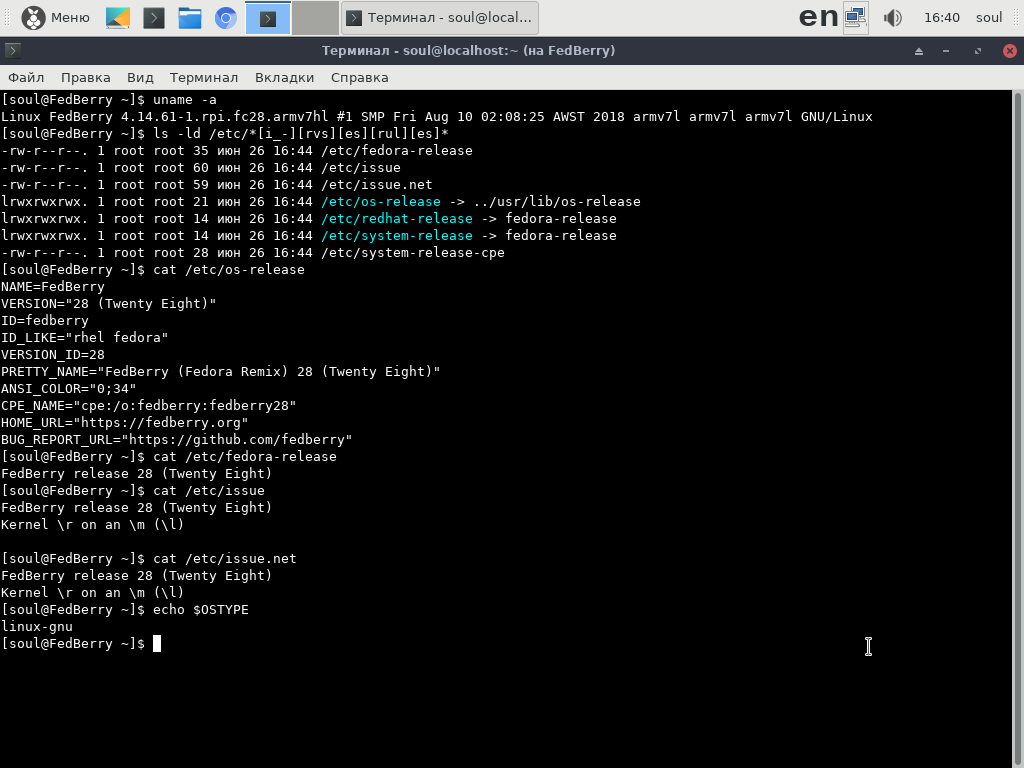 Меню
Терминал - soul@local...
en
16:40
soul
Терминал - soul@localhost:~ (на FedBerry)
Файл Правка Вид Терминал Вкладки Справка
[soul@FedBerry ~]$ uname -a
Linux FedBerry 4.14.61-1.rpi.fc28.armv7hl #1 SMP Fri Aug 10 02:08:25 AWST 2018 armv7l armv7l armv7l GNU/Linux
[soul@FedBerry ~]$ ls -ld /etc/*[i_-][rvs][es][rul][es]*
-rw-r--r--. 1 root root 35 июн 26 16:44 /etc/fedora-release
-rw-r--r--. 1 root root 60 июн 26 16:44 /etc/issue
-rw-r--r--. 1 root root 59 июн 26 16:44 /etc/issue.net
lrwxrwxrwx. 1 root root 21 июн 26 16:44 /etc/os-release -> ../usr/lib/os-release
lrwxrwxrwx. 1 root root 14 июн 26 16:44 /etc/redhat-release -> fedora-release
lrwxrwxrwx. 1 root root 14 июн 26 16:44 /etc/system-release -> fedora-release
-rw-r--r--. 1 root root 28 июн 26 16:44 /etc/system-release-cpe
[soul@FedBerry ~]$ cat /etc/os-release
NAME=FedBerry
VERSION="28 (Twenty Eight)"
ID=fedberry
ID_LIKE="rhel fedora"
VERSION_ID=28
PRETTY_NAME="FedBerry (Fedora Remix) 28 (Twenty Eight)"
ANSI_COLOR="0;34"
CPE_NAME="cpe:/o:fedberry:fedberry28"
HOME_URL="https://fedberry.org"
BUG_REPORT_URL="https://github.com/fedberry"
[soul@FedBerry ~]$ cat /etc/fedora-release
FedBerry release 28 (Twenty Eight)
[soul@FedBerry ~]$ cat /etc/issue
FedBerry release 28 (Twenty Eight)
Kernel \r on an \m (\l)
[soul@FedBerry ~]$ cat /etc/issue.net
FedBerry release 28 (Twenty Eight)
Kernel \r on an \m (\l)
[soul@FedBerry ~]$ echo $OSTYPE
linux-gnu
[soul@FedBerry ~]$